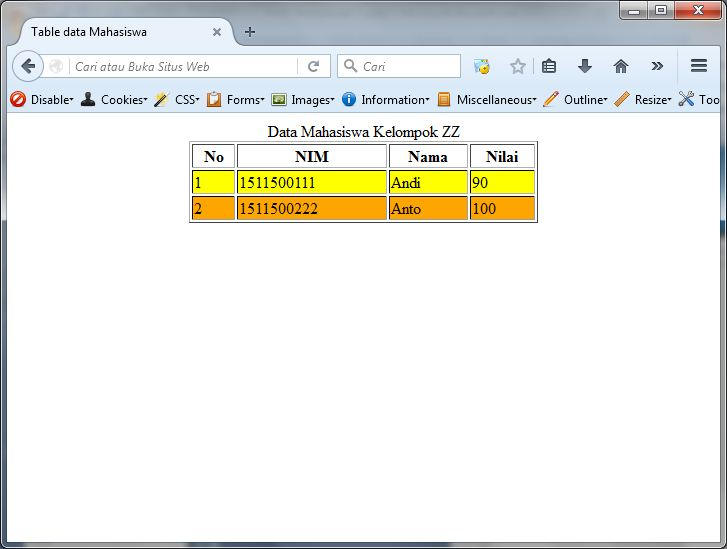 Table data Mahasiswa
Cari atau Buka Situs Web Cari
Disable Cookies CSS Forms Images Information Miscellaneous Outline Resize Too
Data Mahasiswa Kelompok ZZ
No NIM Nama Nilai
1 1511500111 Andi 90
2 1511500222 Anto 100